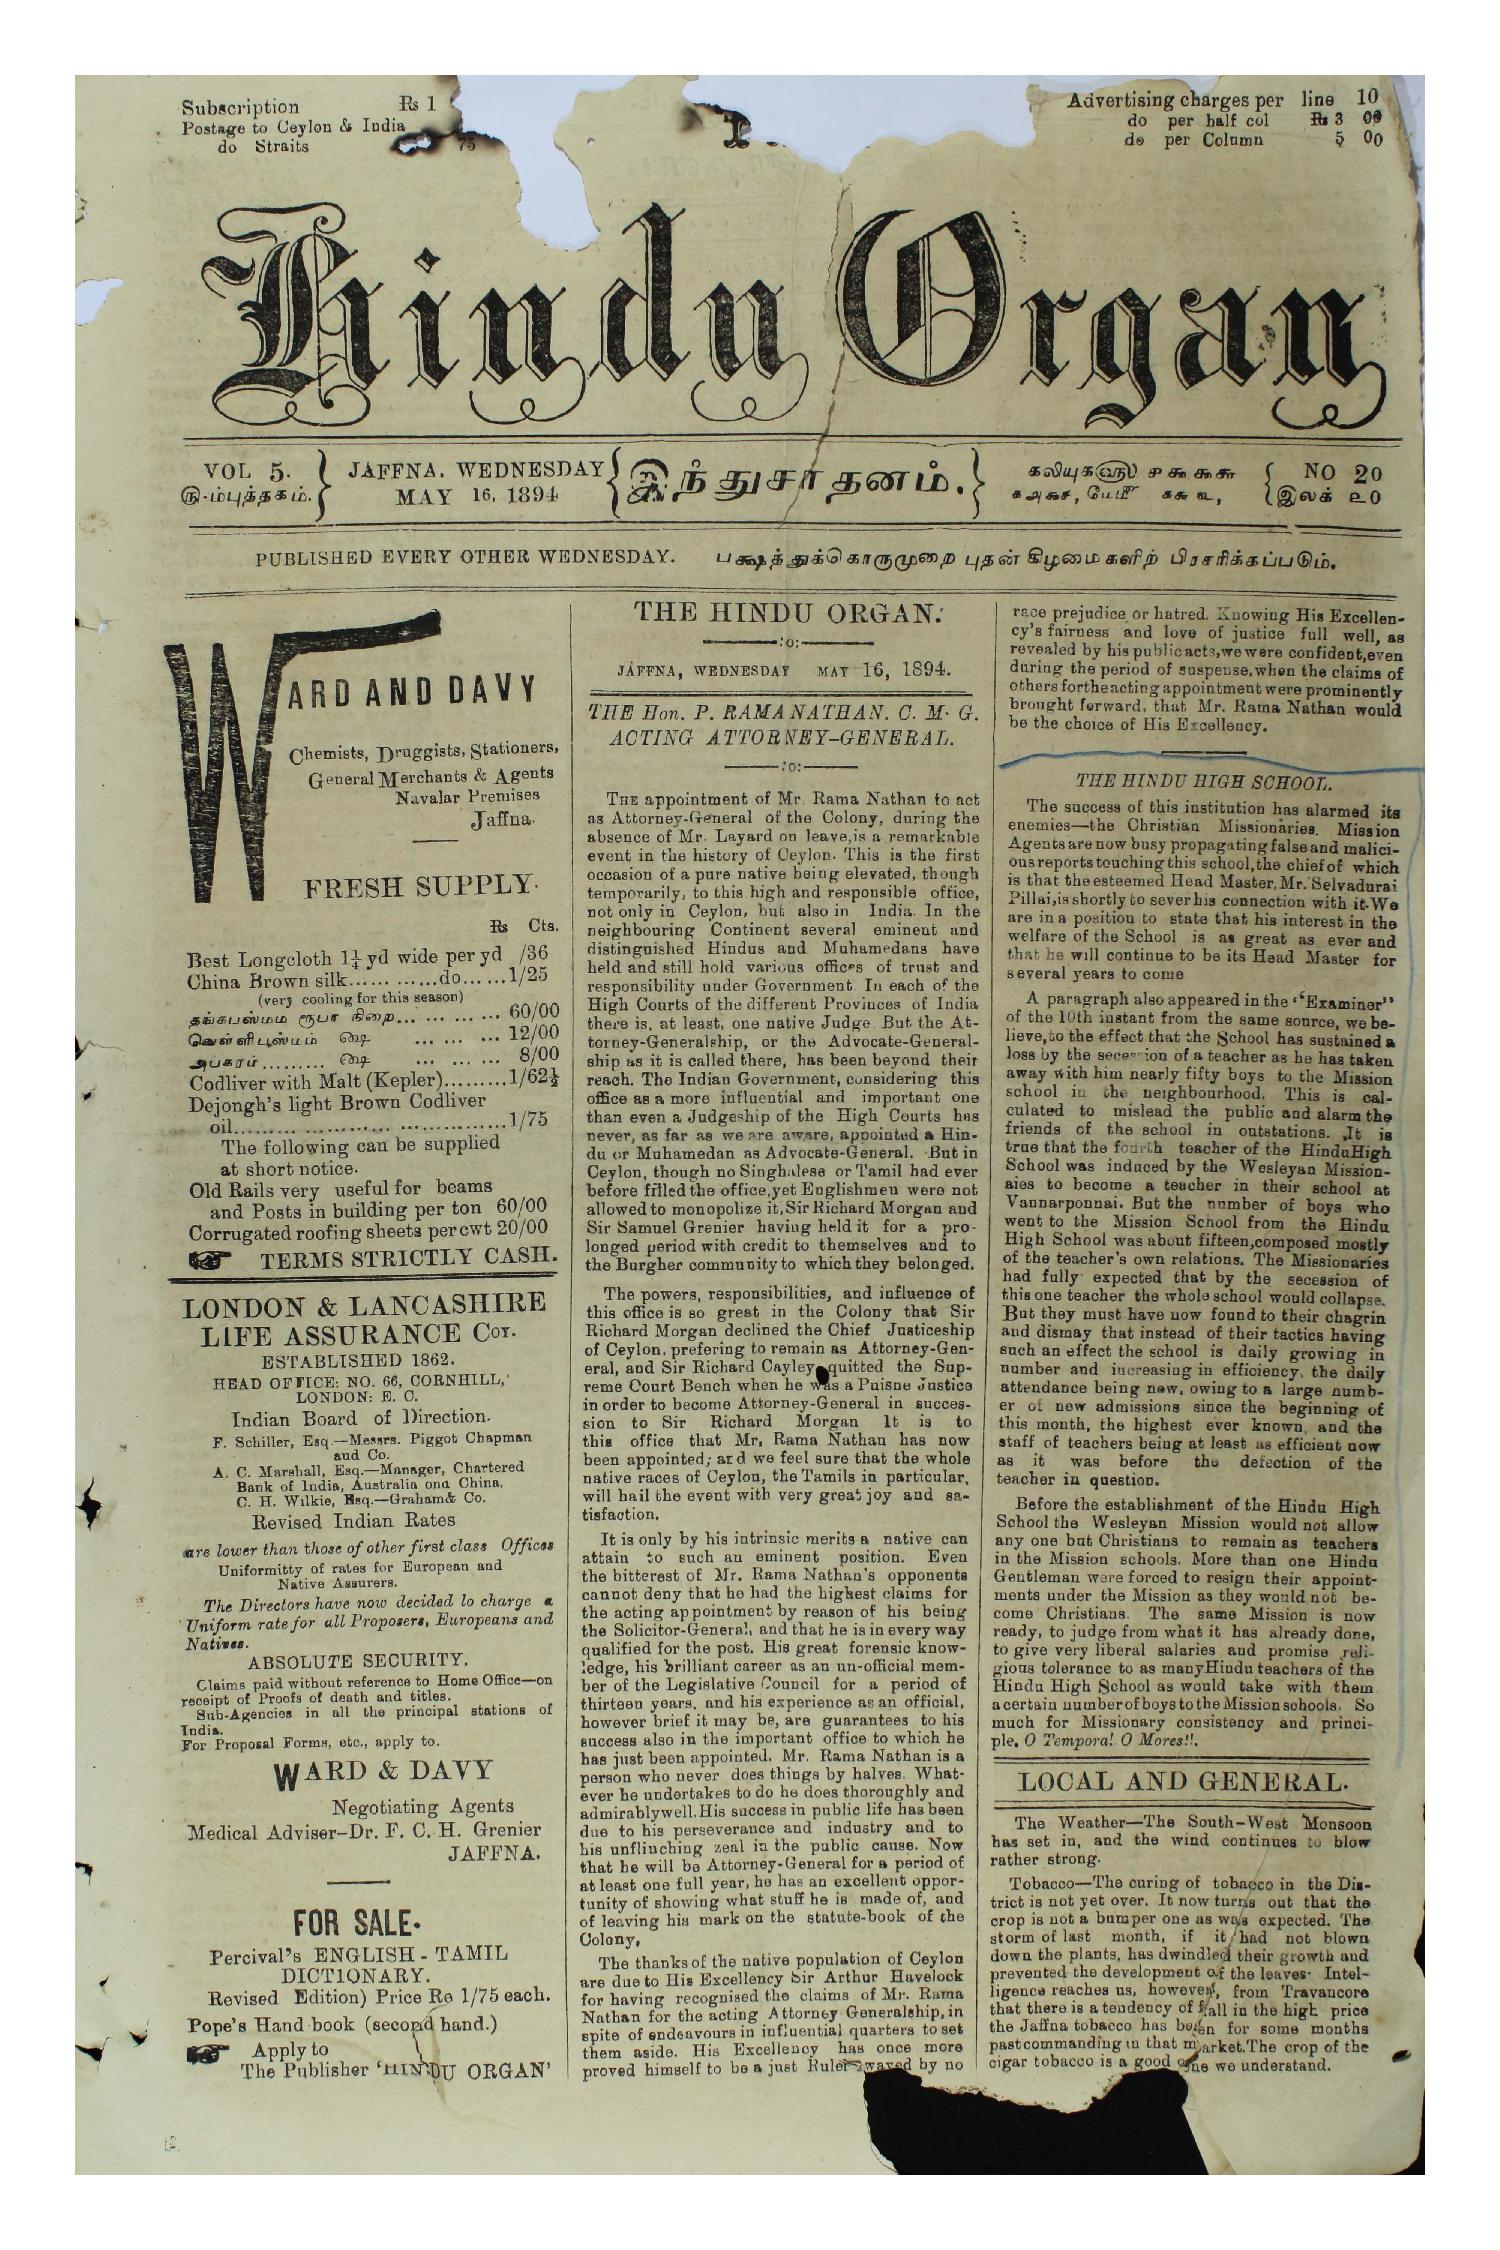 Subscription Rs 1
Postage to Ceylon & India
do Straits 75
Advertising charges per line 10
do per half col Rs 3 00
do per Column 5 00
Hindu Organ
VOL 5.
ரு-ம்புத்தகம்.
JAFFNA. WEDNESDAY
MAY 16, 1894
இந்துசாதனம்.
கலியுகஹு ௪௯௯௯
௧௮௯௪, மேமீ ௧௬ ௨,
NO 20
இலக் ௨0
PUBLISHED EVERY OTHER WEDNESDAY. பக்ஷத்துக்கொருமுறை புதன்கிழமைகளிற் பிரசரிக்கப்படும்.
WARD AND DAVY
Chemists, Druggists, Stationers,
General Merchants & Agents
Navalar Premises
Jaffna.
FRESH SUPPLY.
Rs Cts.
Best Longcloth 1¼ yd wide per yd /36
China Brown silk...... ......do... ...1/25
(very cooling for this season)
தங்கபஸ்மம் ரூபா நிறை... ... ... ... 60/00
வெள்ளிபஸ்பம் ஷெ ... ... ... 12/00
அபகரம்......... ஷெ ... ... ... 8/00
Codliver with Malt (Kepler).........1/62½
Dejongh's light Brown Codliver
oil......... ............ ...............1/75
The following can be supplied
at short notice.
Old Rails very useful for beams
and Posts in building per ton 60/00
Corrugated roofing sheets per cwt 20/00
TERMS STRICTLY CASH.
LONDON & LANCASHIRE
LIFE ASSURANCE COY.
ESTABLISHED 1862.
HEAD OFFICE: NO. 66, CORNHILL,
LONDON: E. C.
Indian Board of Direction.
F. Schiller, Esq.—Messrs. Piggot Chapman
and Co.
A. C. Marshall, Esq.—Manager, Chartered
Bank of India, Australia ond China.
C. H. Wilkie, Esq.—Graham& Co.
Revised Indian Rates
are lower than those of other first class Offices
Uniformitty of rates for European and
Native Assurers.
The Directors have now decided lo charge a
Uniform rate for all Proposers, Europeans and
Natives.
ABSOLUTE SECURITY.
Claims paid without reference to Home Office—on
receipt of Proofs of death and titles.
Sub-Agencies in all the principal stations of
India.
For Proposal Forms, etc., apply to.
WARD & DAVY
Negotiating Agents
Medical Adviser-Dr. F. C. H. Grenier
JAFFNA.
FOR SALE.
Percival's ENGLISH - TAMIL
DICTIONARY.
Revised Edition) Price Re 1/75 each.
Pope's Hand book (second hand.)
Apply to
The Publisher 'HINDU ORGAN'
THE HINDU ORGAN.
:o:
JAFFNA, WEDNESDAY MAY 16, 1894.
THE Hon. P. RAMANATHAN. C. M. G.
ACTING ATTORNEY-GENERAL.
:o:
THE appointment of Mr. Rama Nathan to act
as Attorney-General of the Colony, during the
absence of Mr. Layard on leave,is a remarkable
event in the history of Ceylon. This is the first
occasion of a pure native being elevated, though
temporarily, to this high and responsible office,
not only in Ceylon, but also in India. In the
neighbouring Continent several eminent and
distinguished Hindus and Muhamedans have
held and still hold various offices of trust and
responsibility under Government. In each of the
High Courts of the different Provinces of India
there is, at least, one native Judge. But the At-
torney-Generalship, or the Advocate-General-
ship as it is called there, has been beyond their
reach. The Indian Government, considering this
office as a more influential and important one
than even a Judgeship of the High Courts has
never, as far as we are aware, appointed a Hin-
du or Muhamedan as Advocate-General. But in
Ceylon, though no Singhalese or Tamil had ever
before filled the office,yet Englishmen were not
allowed to monopolize it,Sir Richard Morgan and
Sir Samuel Grenier having held it for a pro-
longed period with credit to themselves and to
the Burgher community to which they belonged.
The powers, responsibilities, and influence of
this office is so great in the Colony that Sir
Richard Morgan declined the Chief Justiceship
of Ceylon, prefering to remain as Attorney-Gen-
eral, and Sir Richard Cayley quitted the Sup-
reme Court Bench when he was a Puisne Justice
in order to become Attorney-General in succes-
sion to Sir Richard Morgan It is to
this office that Mr, Rama Nathan has now
been appointed; and we feel sure that the whole
native races of Ceylon, the Tamils in particular,
will hail the event with very great joy and sa-
tisfaction.
It is only by his intrinsic merits a native can
attain to such an eminent position. Even
the bitterest of Mr. Rama Nathan's opponents
cannot deny that he had the highest claims for
the acting appointment by reason of his being
the Solicitor-General, and that he is in every way
qualified for the post. His great forensic know-
ledge, his brilliant career as an un-official mem-
ber of the Legislative Council for a period of
thirteen years, and his experience as an official,
however brief it may be, are guarantees to his
success also in the important office to which he
has just been appointed. Mr. Rama Nathan is a
person who never does things by halves. What-
ever he undertakes to do he does thoroughly and
admirablywell.His success in public life has been
due to his perseverance and industry and to
his unflinching zeal in the public cause. Now
that he will be Attorney-General for a period of
at least one full year, he has an excellent oppor-
tunity of showing what stuff he is made of, and
of leaving his mark on the statute-book of the
Colony,
The thanks of the native population of Ceylon
are due to His Excellency Sir Arthur Havelock
for having recognised the claims of Mr. Rama
Nathan for the acting Attorney Generalship, in
spite of endeavours in influential quarters to set
them aside. His Excellency has once more
proved himself to be a just Ruler swayed by no
race prejudice or hatred. Knowing His Excellen-
cy's fairness and love of justice full well, as
revealed by his public acts,we were confident,even
during the period of suspense,when the claims of
others forthe acting appointment were prominently
brought forward, that Mr. Rama Nathan would
be the choice of His Excellency.
THE HINDU HIGH SCHOOL.
The success of this institution has alarmed its
enemies—the Christian Missionaries. Mission
Agents are now busy propagating false and malici-
ous reports touching this school,the chief of which
is that the esteemed Head Master, Mr. Selvadurai
Pillai,is shortly to sever his connection with it.We
are in a position to state that his interest in the
welfare of the School is as great as ever and
that he will continue to be its Head Master for
several years to come
A paragraph also appeared in the "Examiner"
of the 10th instant from the same source, we be-
lieve,to the effect that the School has sustained a
loss by the secession of a teacher as he has taken
away with him nearly fifty boys to the Mission
school in the neighbourhood. This is cal-
culated to mislead the public and alarm the
friends of the school in outstations. It is
true that the fourth teacher of the HinduHigh
School was induced by the Wesleyan Mission-
aies to become a teacher in their school at
Vannarponnai. But the number of boys who
went to the Mission School from the Hindu
High School was about fifteen,composed mostly
of the teacher's own relations. The Missionaries
had fully expected that by the secession of
this one teacher the whole school would collapse.
But they must have now found to their chagrin
and dismay that instead of their tactics having
such an effect the school is daily growing in
number and increasing in efficiency, the daily
attendance being now, owing to a large numb-
er of new admissions since the beginning of
this month, the highest ever known, and the
staff of teachers being at least as efficient now
as it was before the defection of the
teacher in question.
Before the establishment of the Hindu High
School the Wesleyan Mission would not allow
any one but Christians to remain as teachers
in the Mission schools. More than one Hindu
Gentleman were forced to resign their appoint-
ments under the Mission as they would not be-
come Christians. The same Mission is now
ready, to judge from what it has already done,
to give very liberal salaries and promise reli-
gious tolerance to as manyHindu teachers of the
Hindu High School as would take with them
a certain number of boys to the Mission schools. So
much for Missionary consistency and princi-
ple. O Tempora! O Mores!!.
LOCAL AND GENERAL.
The Weather—The South-West Monsoon
has set in, and the wind continues to blow
rather strong.
Tobacco—The curing of tobacco in the Dis-
trict is not yet over. It now turns out that the
crop is not a bumper one as was expected. The
storm of last month, if it had not blown
down the plants, has dwindled their growth and
prevented the development of the leaves. Intel-
ligence reaches us, however, from Travancore
that there is a tendency of fall in the high price
the Jaffna tobacco has been for some months
past commanding in that market.The crop of the
cigar tobacco is a good one we understand.